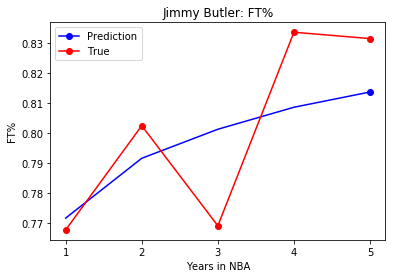 Jimmy Butler: FT%
Prediction
True
0.83
0.82
0.81
0.80
0.79
0.78
0.77
FT%
1 2 3 4 5
Years in NBA